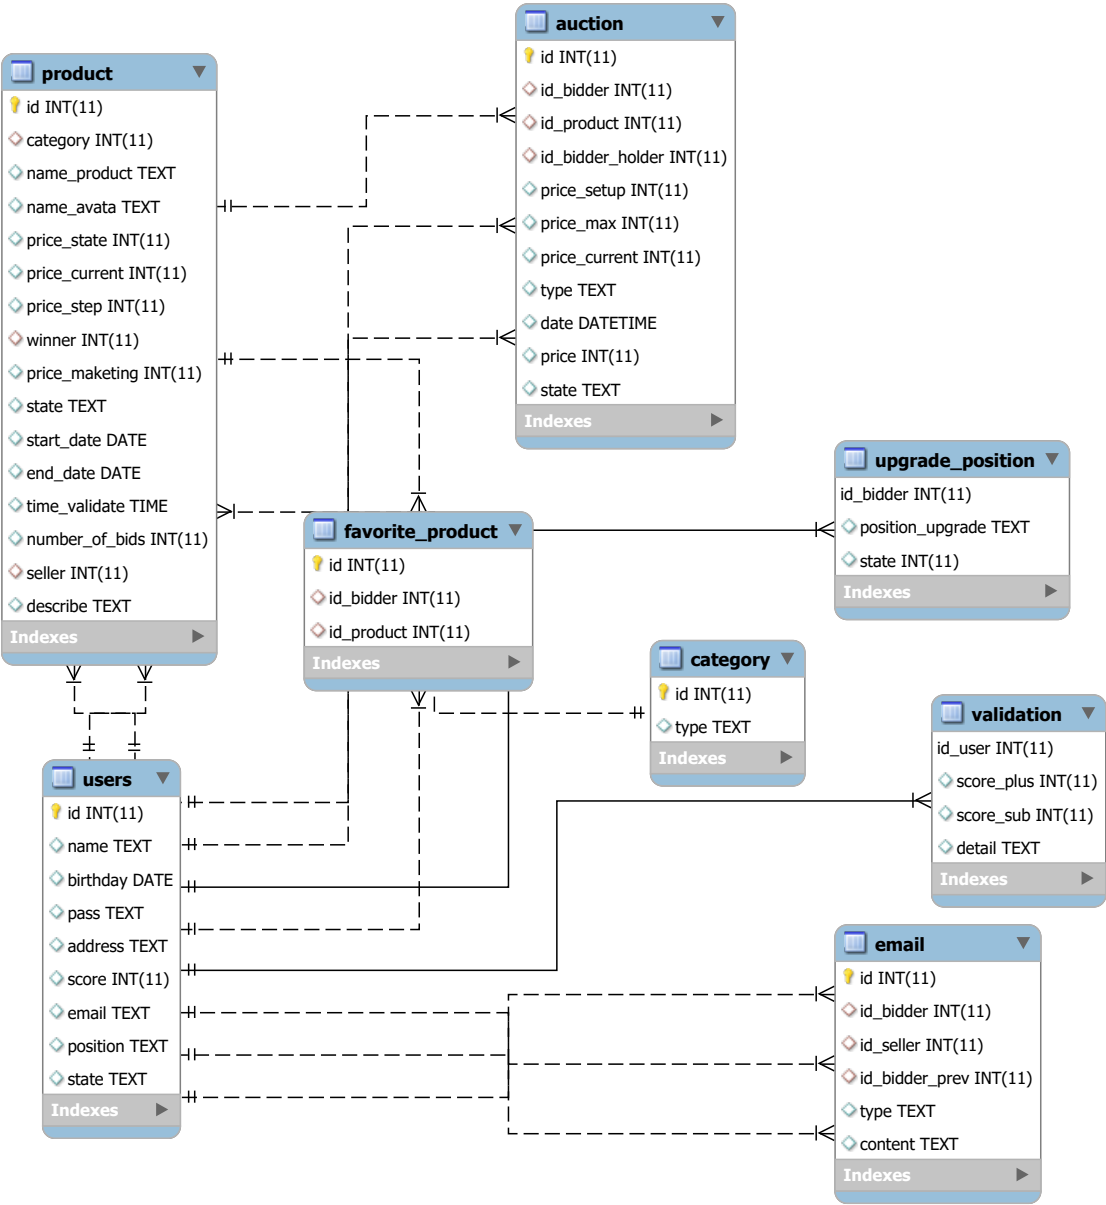 auction
id INT(11)
id_bidder INT(11)
id_product INT(11)
id_bidder_holder INT(11)
price_setup INT(11)
price_max INT(11)
price_current INT(11)
type TEXT
date DATETIME
price INT(11)
state TEXT
Indexes
product
id INT(11)
category INT(11)
name_product TEXT
name_avata TEXT
price_state INT(11)
price_current INT(11)
price_step INT(11)
winner INT(11)
price_maketing INT(11)
state TEXT
start_date DATE
end_date DATE
time_validate TIME
number_of_bids INT(11)
seller INT(11)
describe TEXT
Indexes
upgrade_position
id_bidder INT(11)
position_upgrade TEXT
state INT(11)
Indexes
favorite_product
id INT(11)
id_bidder INT(11)
id_product INT(11)
Indexes
category
id INT(11)
type TEXT
Indexes
validation
id_user INT(11)
score_plus INT(11)
score_sub INT(11)
detail TEXT
Indexes
users
id INT(11)
name TEXT
birthday DATE
pass TEXT
address TEXT
score INT(11)
email TEXT
position TEXT
state TEXT
Indexes
email
id INT(11)
id_bidder INT(11)
id_seller INT(11)
id_bidder_prev INT(11)
type TEXT
content TEXT
Indexes